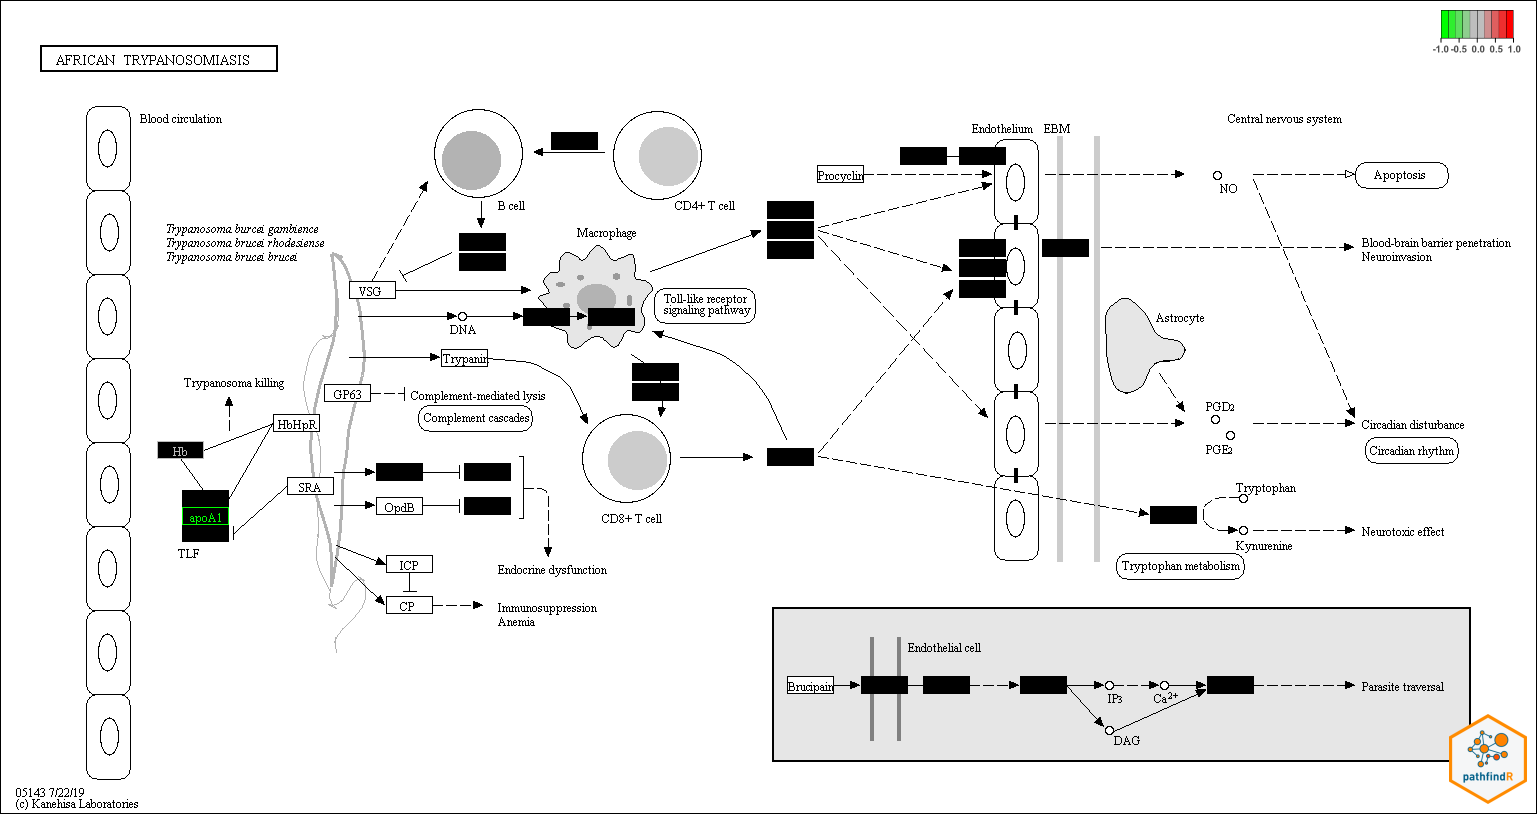 -1.0 -0.5 0.0 0.5 1.0
AFRICAN TRYPANOSOMIASIS
Blood circulation
Endothelium
EBM
Central nervous system
Procyclin
NO
Apoptosis
B cell
CD4+ T cell
Trypanosoma burcei gambience
Trypanosoma brucei rhodesiense
Trypanosoma brucei brucei
Macrophage
Blood-brain barrier penetration
Neuroinvasion
VSG
Toll-like receptor
signaling pathway
DNA
Astrocyte
Trypanin
Trypanosoma killing
GP63
Complement-mediated lysis
Complement cascades
HbHpR
PGD2
PGE2
Circadian disturbance
Circadian rhythm
Hb
SRA
OpdB
apoA1
TLF
CD8+ T cell
Tryptophan
Kynurenine
Neurotoxic effect
Tryptophan metabolism
ICP
Endocrine dysfunction
CP
Immunosuppression
Anemia
Endothelial cell
Brucipain
IP3
Ca2+
DAG
Parasite traversal
pathfindR
05143 7/22/19
(c) Kanehisa Laboratories